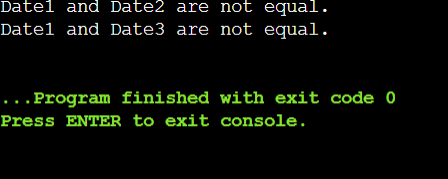 Date1 and Date2 are not equal.
Date1 and Date3 are not equal.
...Program finished with exit code 0
Press ENTER to exit console.